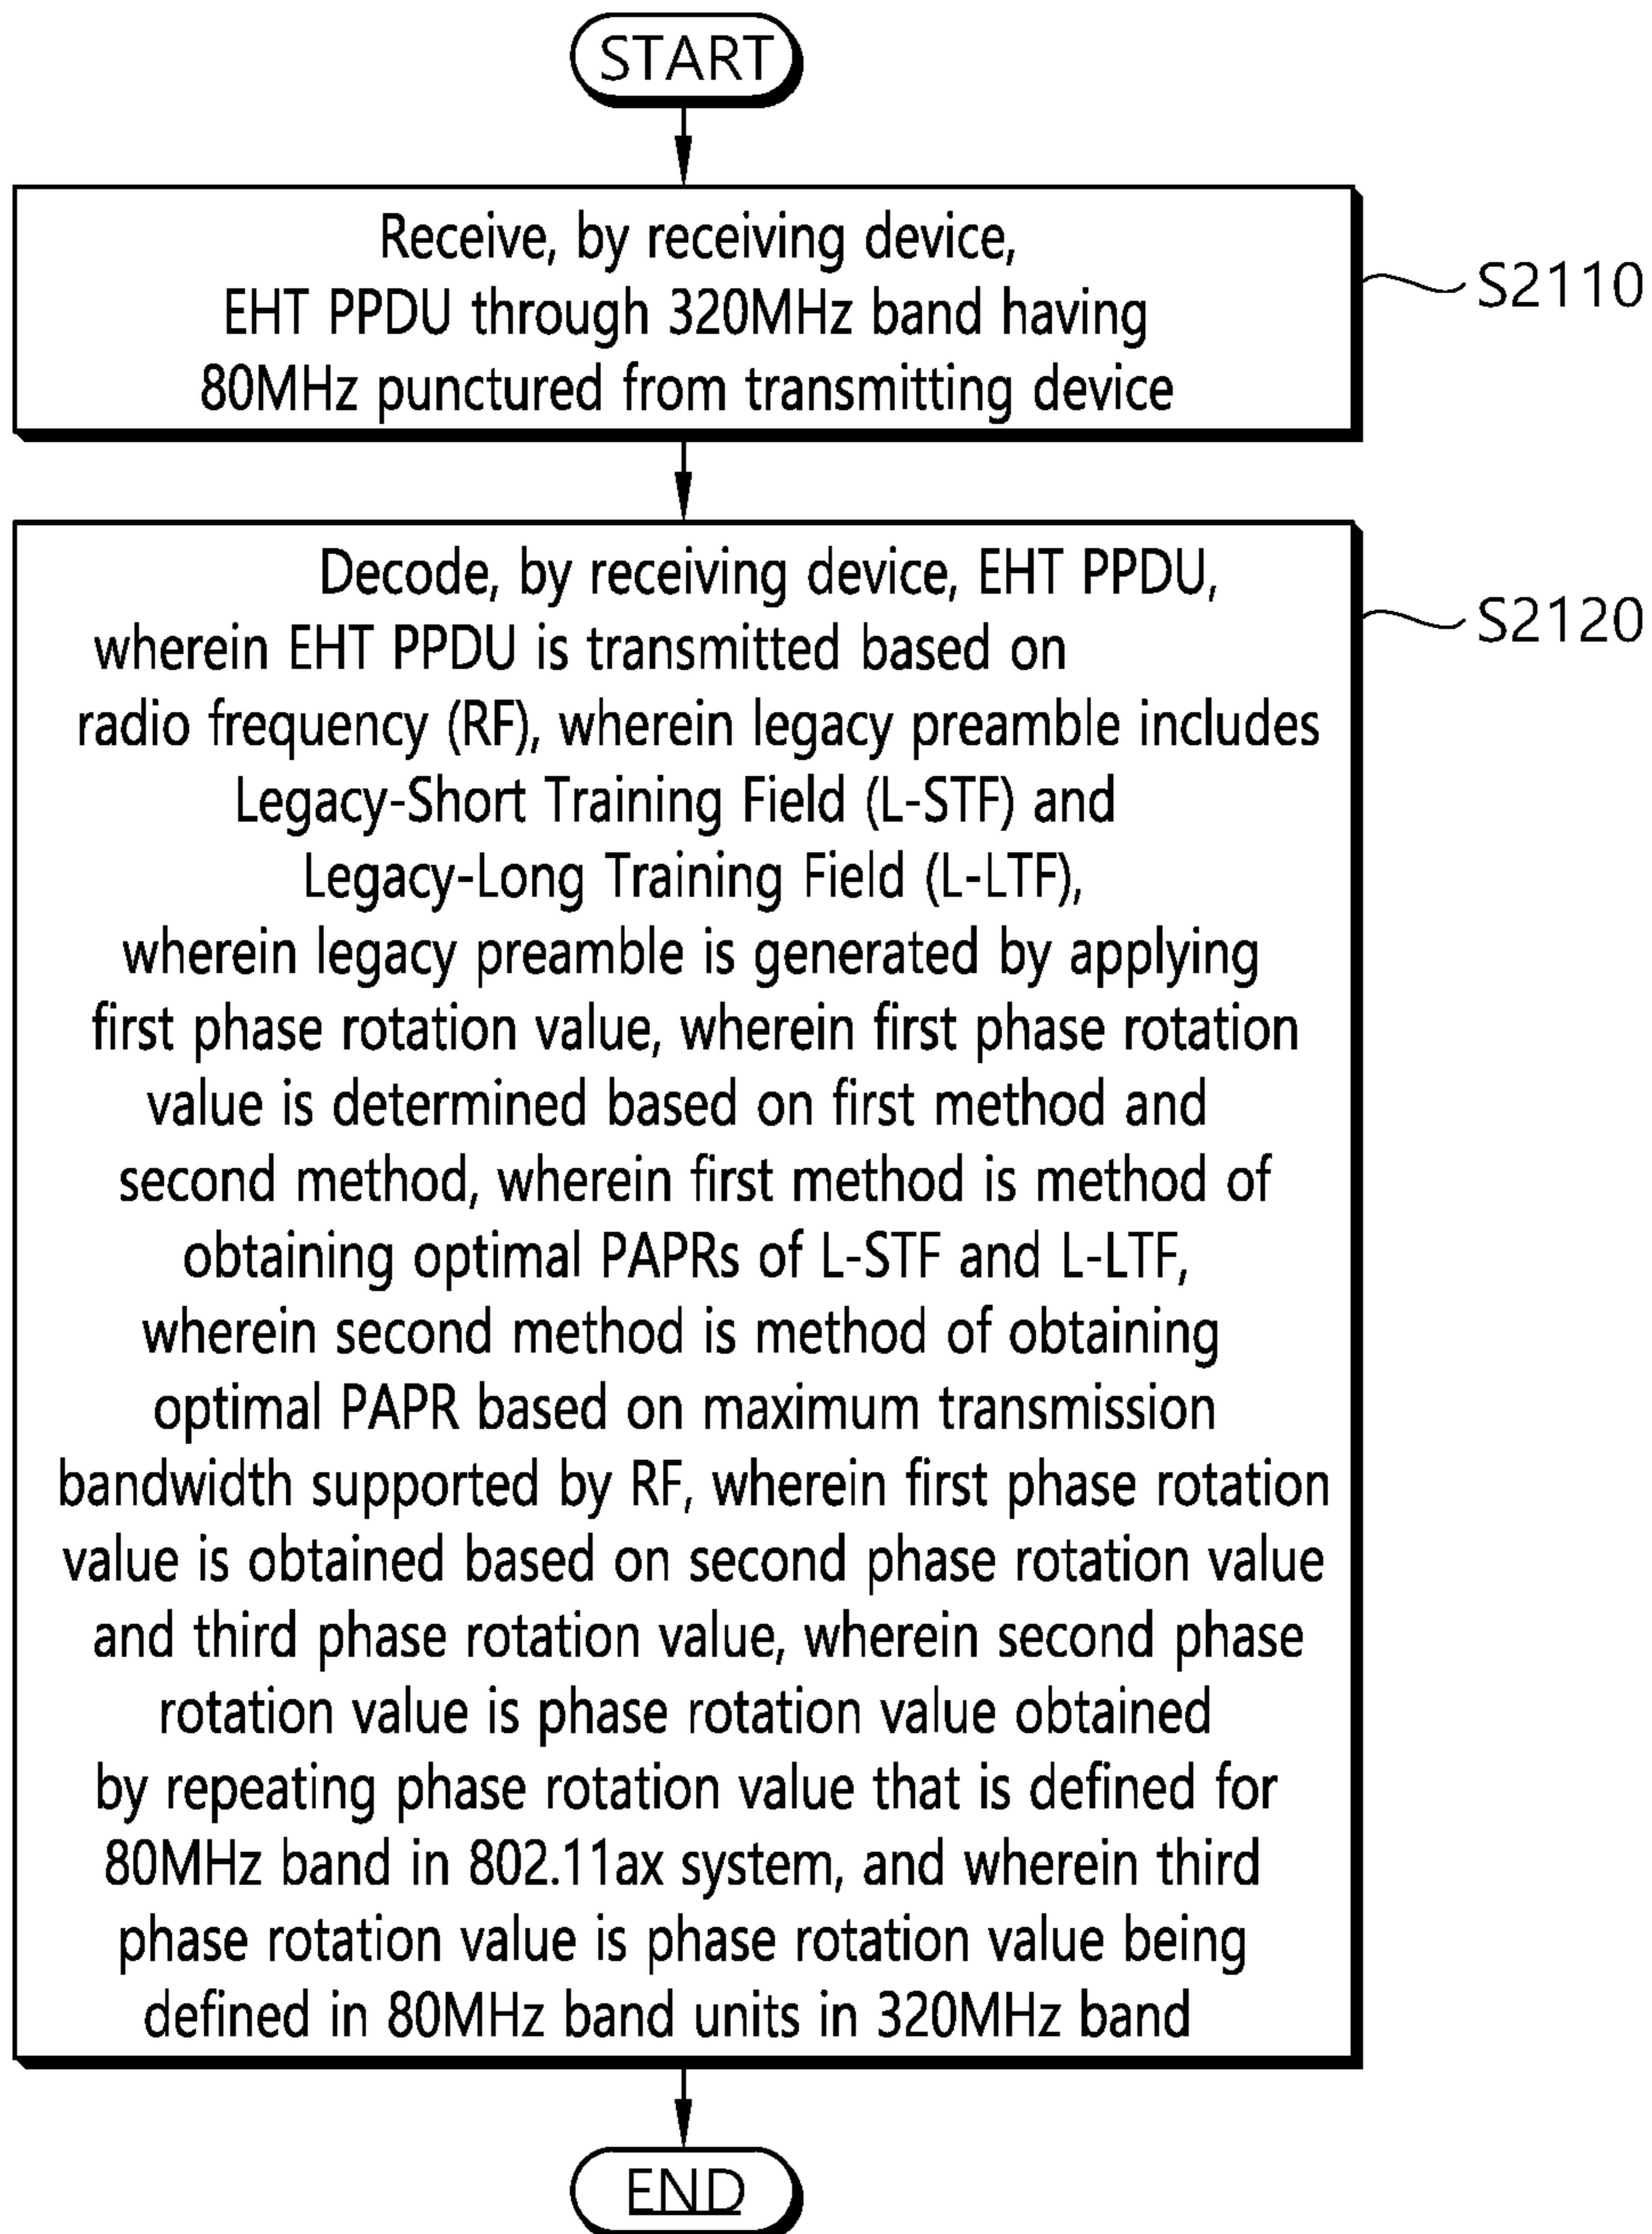 START
Receive, by receiving device,
EHT PPDU through 320MHz band having
80MHz punctured from transmitting device
S2110
Decode, by receiving device, EHT PPDU,
wherein EHT PPDU is transmitted based on
radio frequency (RF), wherein legacy preamble includes
Legacy-Short Training Field (L-STF) and
Legacy-Long Training Field (L-LTF),
wherein legacy preamble is generated by applying
first phase rotation value, wherein first phase rotation
value is determined based on first method and
second method, wherein first method is method of
obtaining optimal PAPRs of L-STF and L-LTF,
wherein second method is method of obtaining
optimal PAPR based on maximum transmission
bandwidth supported by RF, wherein first phase rotation
value is obtained based on second phase rotation value
and third phase rotation value, wherein second phase
rotation value is phase rotation value obtained
by repeating phase rotation value that is defined for
80MHz band in 802.11ax system, and wherein third
phase rotation value is phase rotation value being
defined in 80MHz band units in 320MHz band
S2120
END